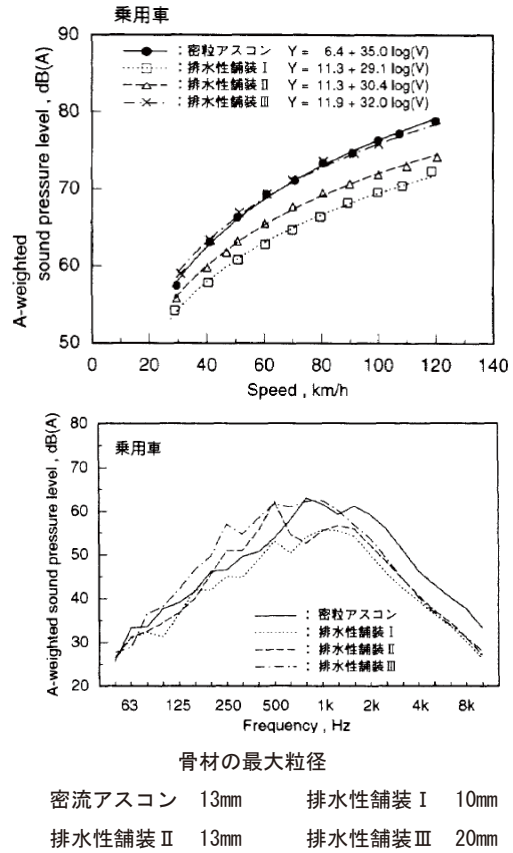 乗用車
90
80
70
60
50
A-weighted
sound pressure level , dB(A)
：密粒アスコン Y = 6.4 + 35.0 log(V)
：排水性舗装Ⅰ Y = 11.3 + 29.1 log(V)
：排水性舗装Ⅱ Y = 11.3 + 30.4 log(V)
：排水性舗装Ⅲ Y = 11.9 + 32.0 log(V)
0 20 40 60 80 100 120 140
Speed , km/h
80
70
60
50
40
30
20
A-weighted sound pressure level , dB(A)
乗用車
：密粒アスコン
：排水性舗装Ⅰ
：排水性舗装Ⅱ
：排水性舗装Ⅲ
63 125 250 500 1k 2k 4k 8k
Frequency , Hz
骨材の最大粒径
密流アスコン 13mm 排水性舗装Ⅰ 10mm
排水性舗装Ⅱ 13mm 排水性舗装Ⅲ 20mm